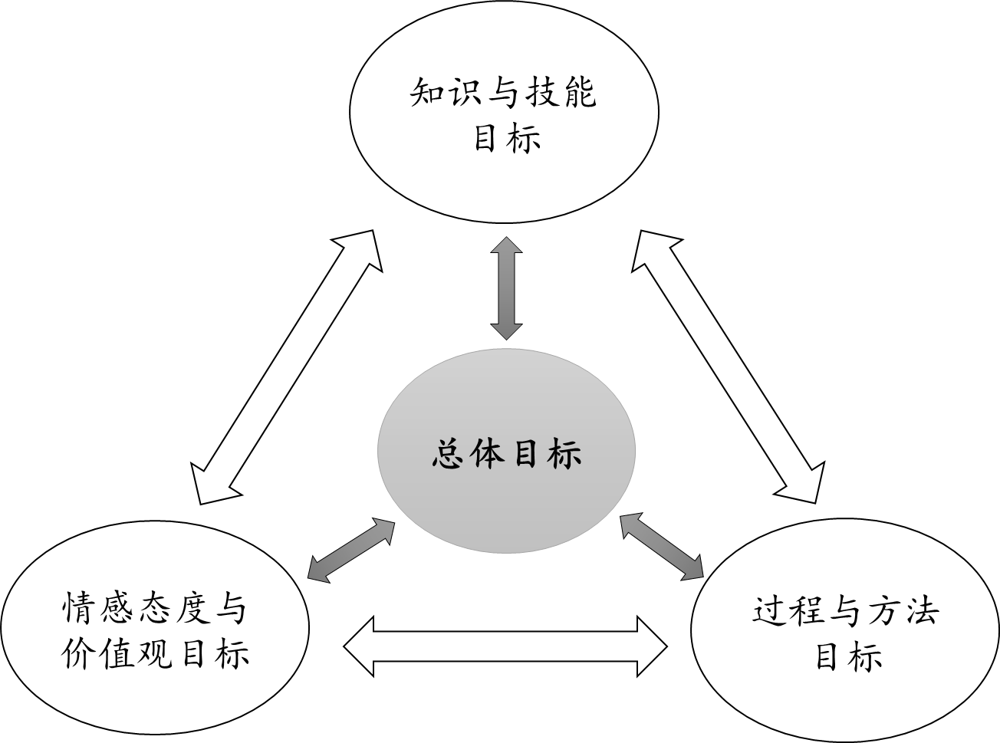 知识与技能
目标
总体目标
情感态度与
价值观目标
过程与方法
目标